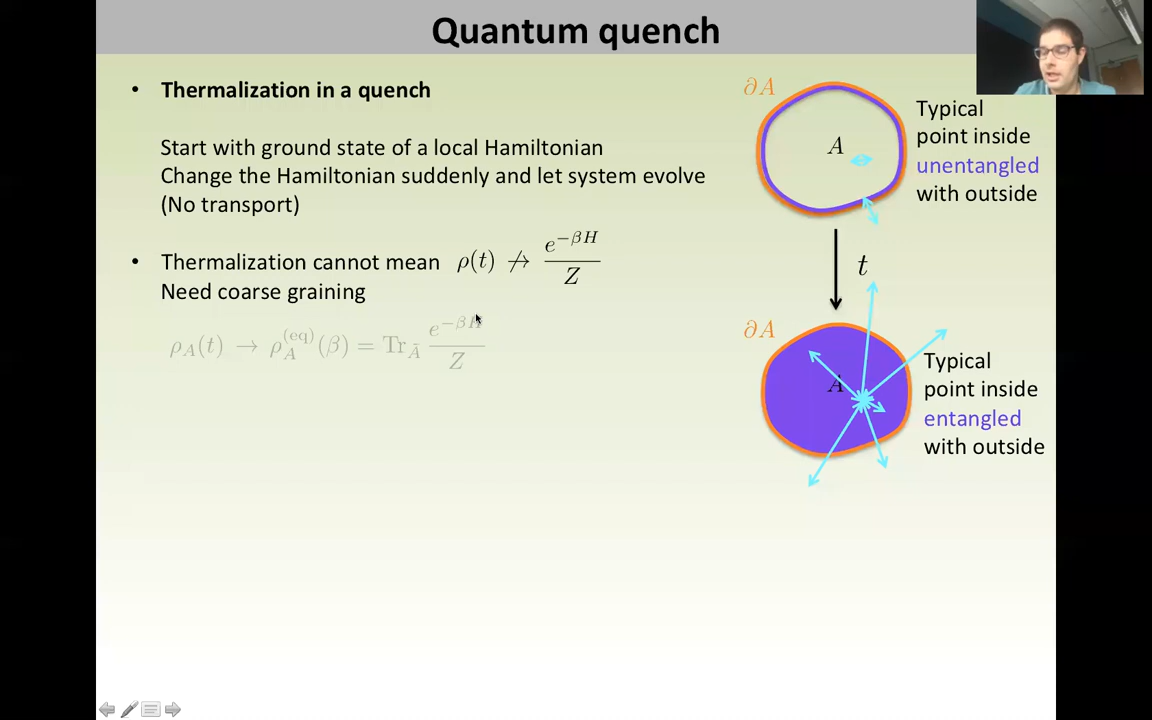 Quantum quench
• Thermalization in a quench
Start with ground state of a local Hamiltonian
Change the Hamiltonian suddenly and let system evolve
(No transport)
• Thermalization cannot mean ρ(t) ↛ e^{-βH}/Z
Need coarse graining
ρ_A(t) → ρ_A^{(eq)}(β) = Tr_Ā e^{-βH}/Z
∂A
A
Typical
point inside
unentangled
with outside
t
∂A
A
Typical
point inside
entangled
with outside